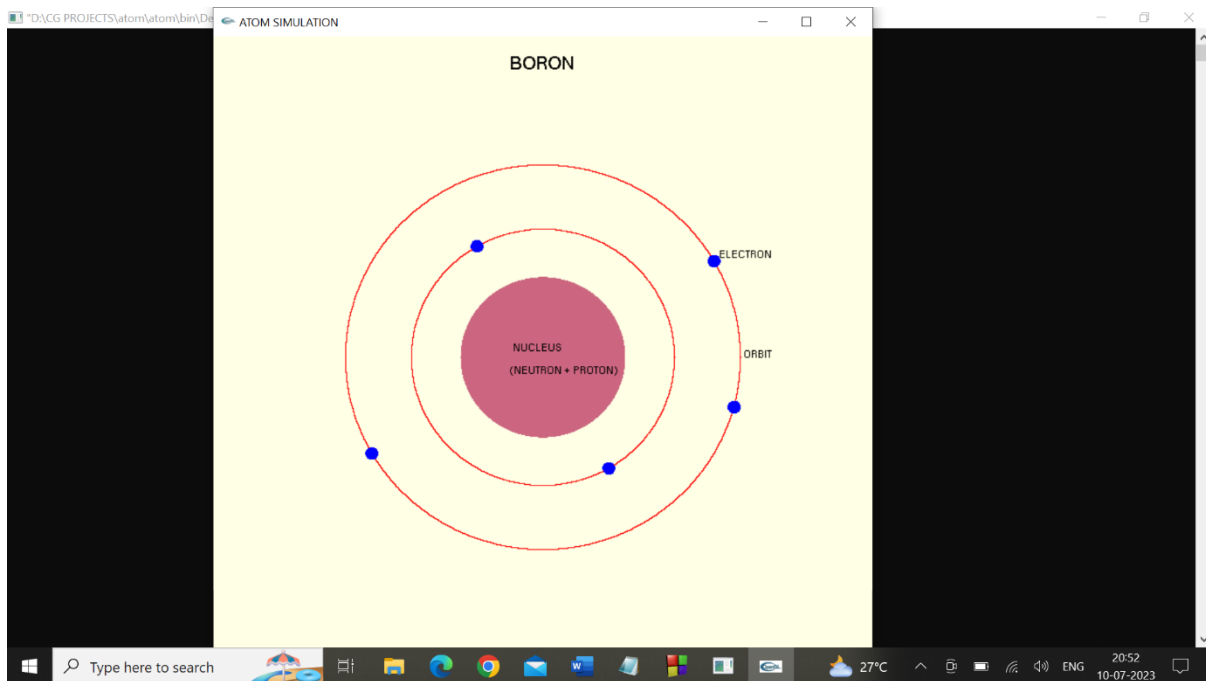 "D:\CG PROJECTS\atom\atom\bin\De
ATOM SIMULATION
BORON
ELECTRON
NUCLEUS
ORBIT
(NEUTRON + PROTON)
Type here to search
27°C
ENG
20:52
10-07-2023